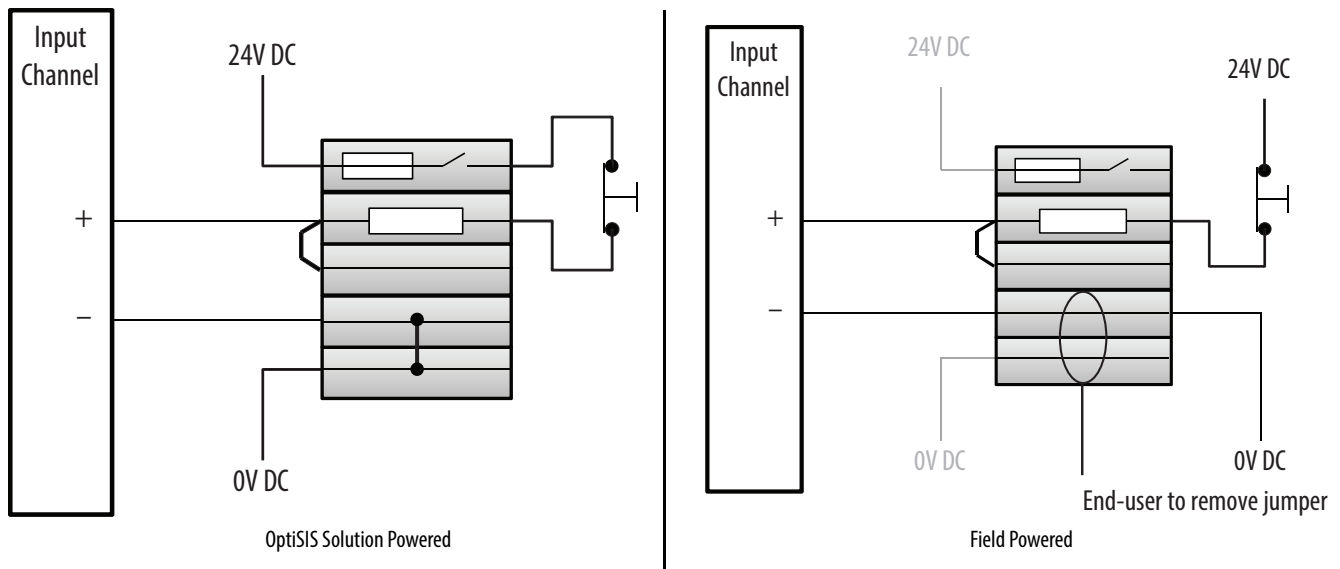 Input
Channel
24V DC
+
−
0V DC
OptiSIS Solution Powered
Input
Channel
24V DC
24V DC
+
−
0V DC
0V DC
End-user to remove jumper
Field Powered